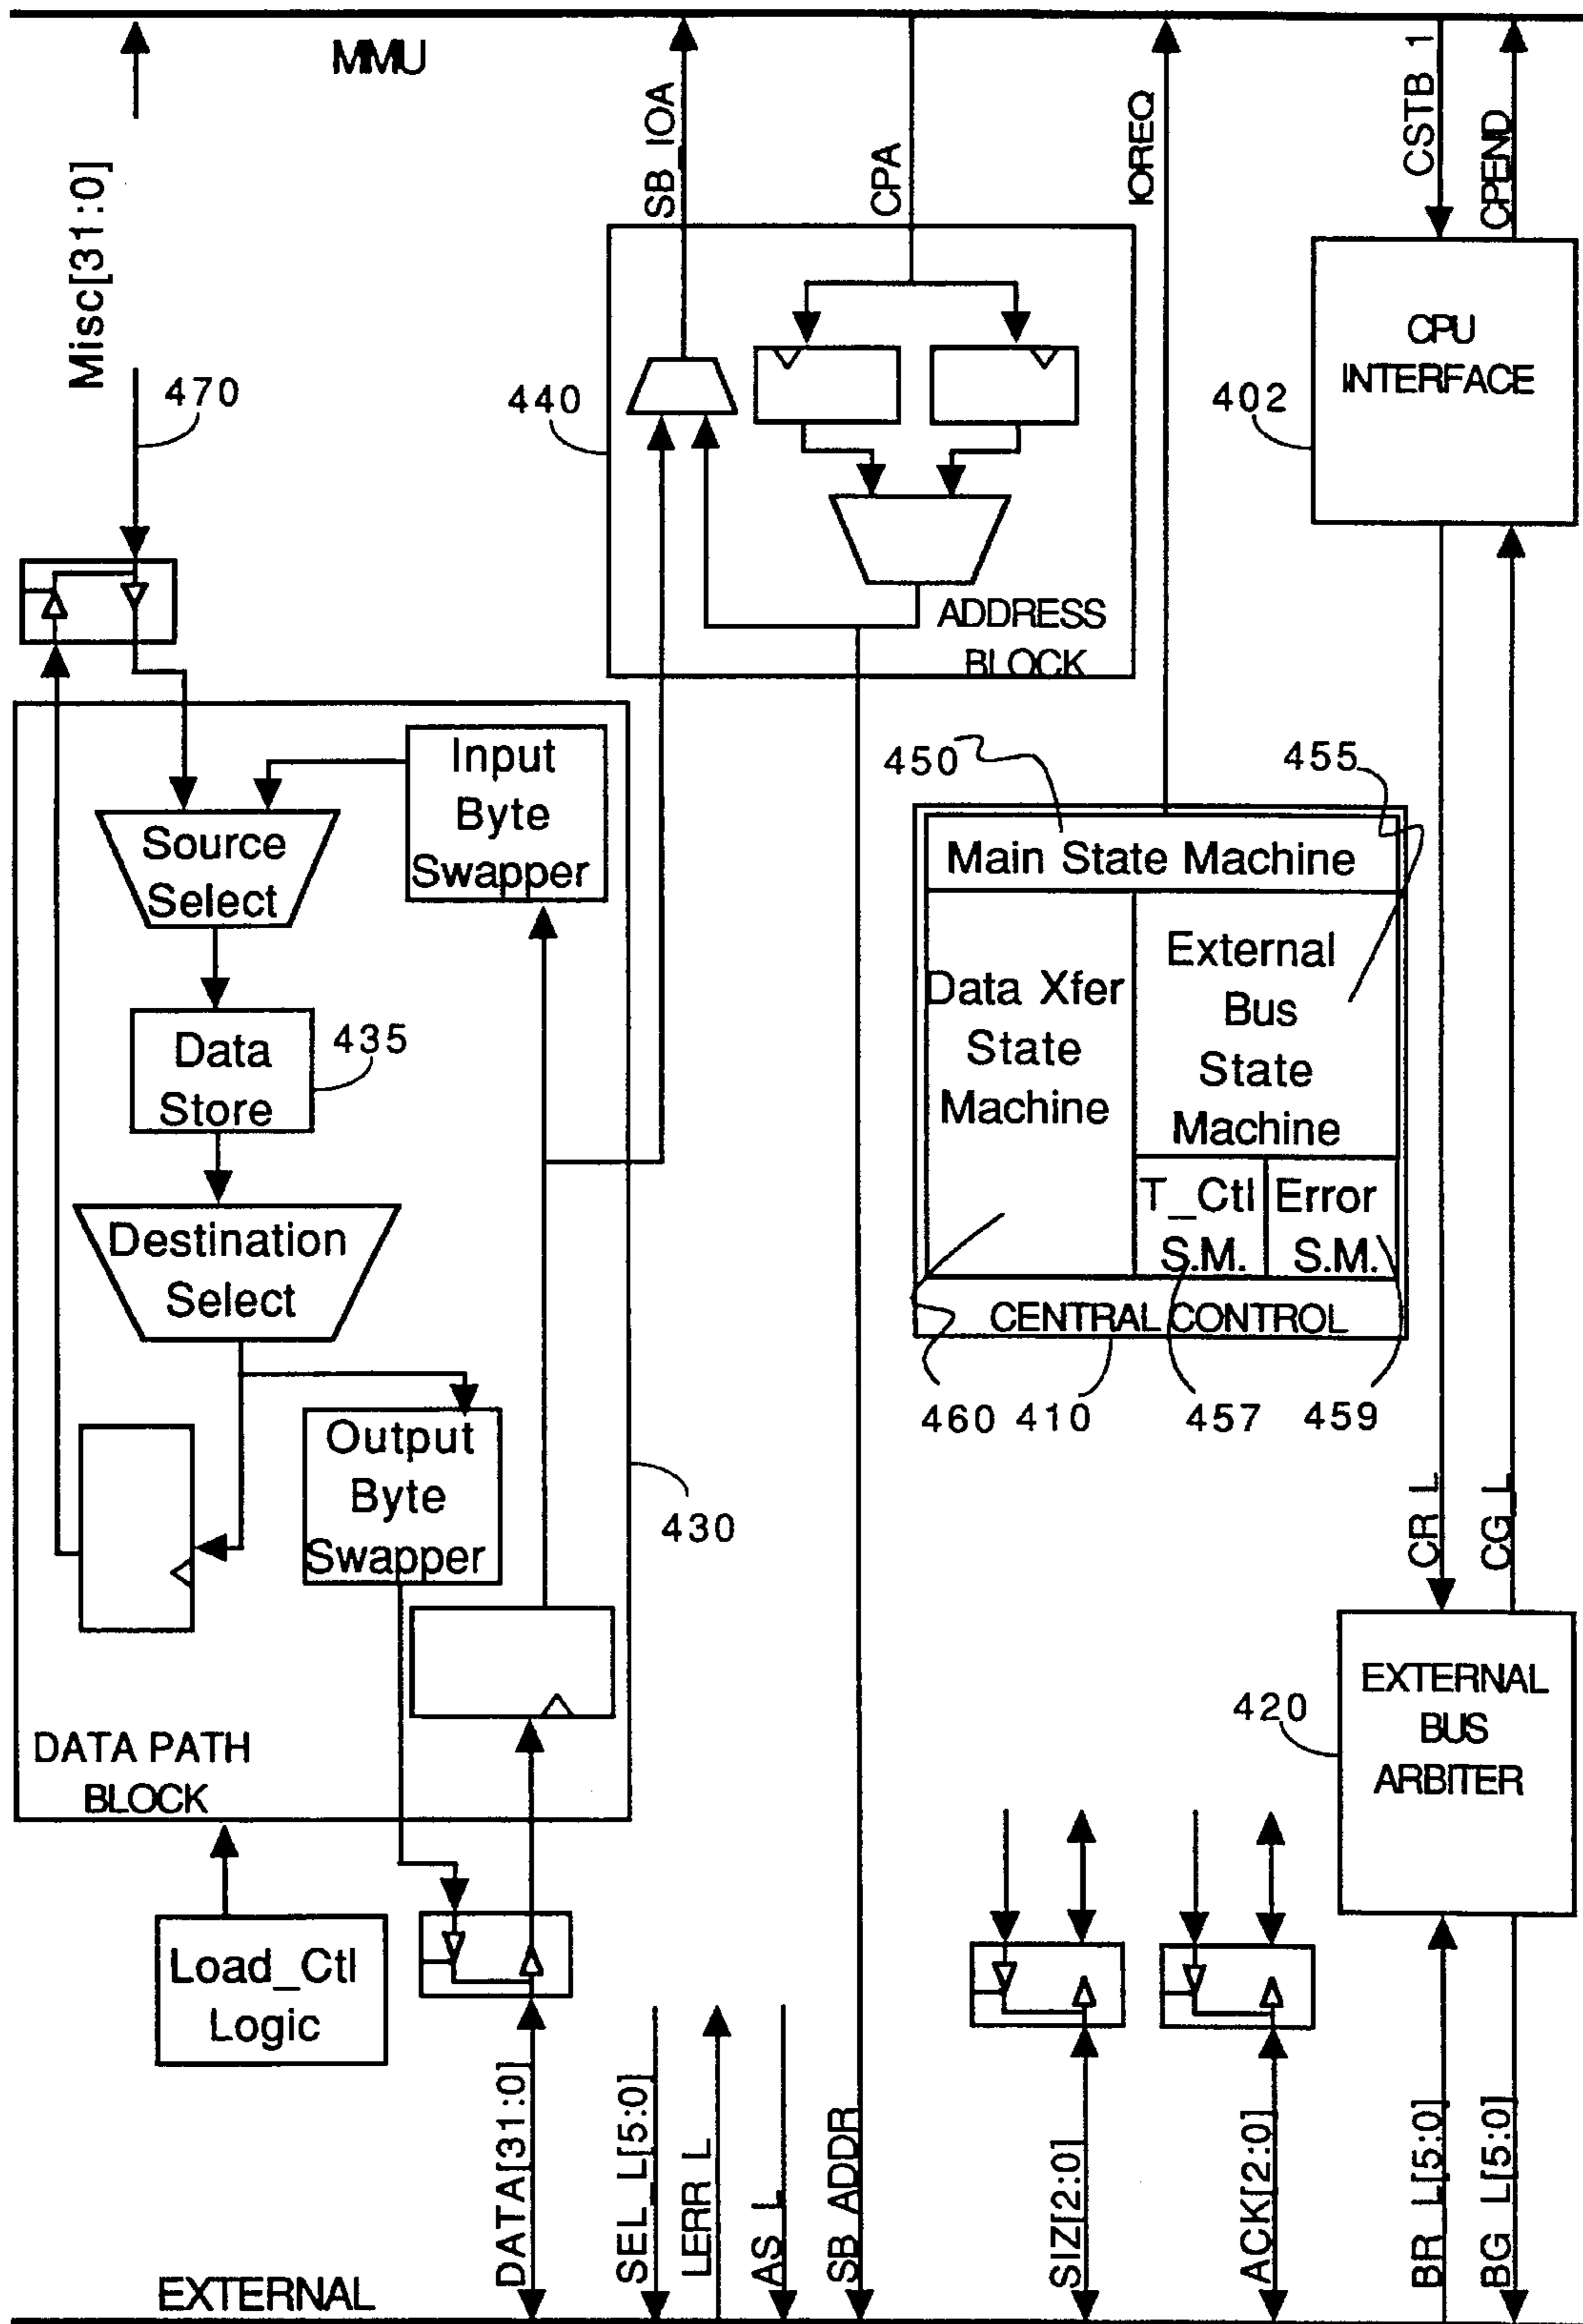 MMU
Misc[31:0]
SB_IOA
CPA
IOREQ
CSTB_1
CPEND
470
440
402
CPU
INTERFACE
ADDRESS
BLOCK
Input
Byte
Swapper
Source
Select
Data
Store
435
Destination
Select
Output
Byte
Swapper
430
DATA PATH
BLOCK
Load_Ctl
Logic
450
455
Main State Machine
Data Xfer
State
Machine
External
Bus
State
Machine
T_Ctl
S.M.
Error
S.M.
CENTRAL CONTROL
460
410
457
459
CR_L
CG_L
420
EXTERNAL
BUS
ARBITER
DATA[31:0]
SEL_L[5:0]
LERR_L
AS_L
SB_ADDR
SIZ[2:0]
ACK[2:0]
BR_L[5:0]
BG_L[5:0]
EXTERNAL